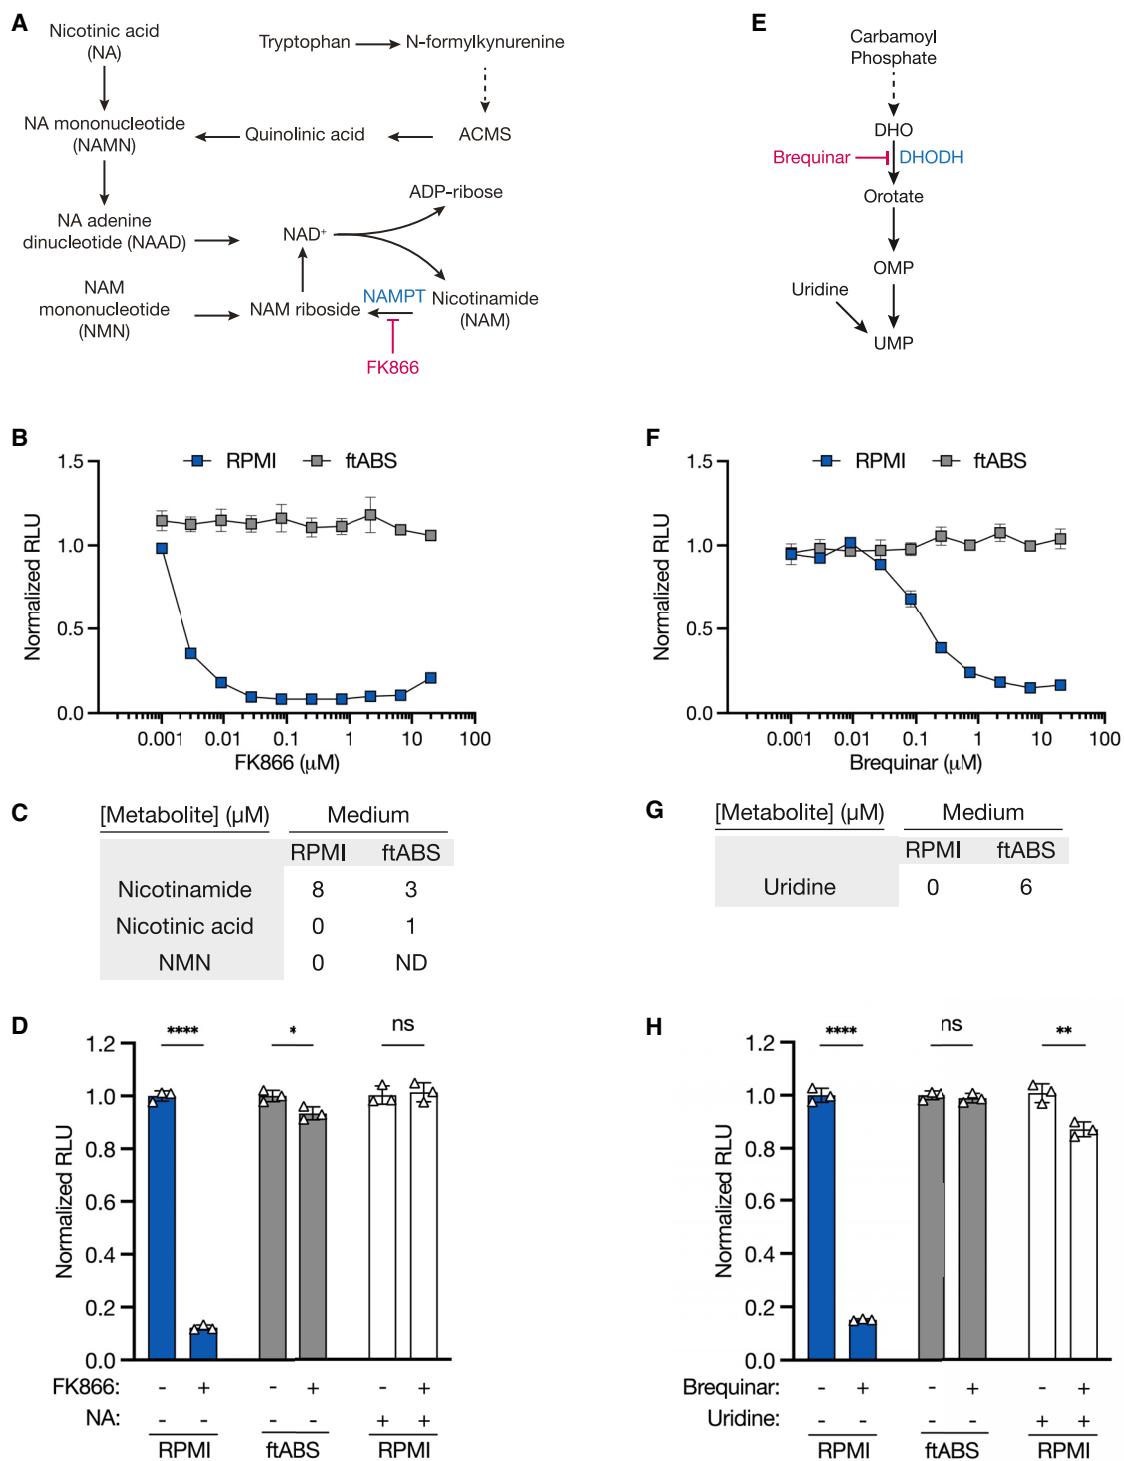 A
Nicotinic acid
(NA)
Tryptophan
N-formylkynurenine
NA mononucleotide
(NAMN)
Quinolinic acid
ACMS
ADP-ribose
NA adenine
dinucleotide (NAAD)
NAD+
NAM
mononucleotide
(NMN)
NAM riboside
NAMPT
Nicotinamide
(NAM)
FK866
E
Carbamoyl
Phosphate
DHO
Brequinar
DHODH
Orotate
OMP
Uridine
UMP
B
RPMI
ftABS
Normalized RLU
1.5
1.0
0.5
0.0
0.001
0.01
0.1
1
10
100
FK866 (μM)
F
RPMI
ftABS
Normalized RLU
1.5
1.0
0.5
0.0
0.001
0.01
0.1
1
10
100
Brequinar (μM)
C
[Metabolite] (μM) Medium
RPMI ftABS
Nicotinamide 8 3
Nicotinic acid 0 1
NMN 0 ND
G
[Metabolite] (μM) Medium
RPMI ftABS
Uridine 0 6
D
**** * ns
Normalized RLU
1.2
1.0
0.8
0.6
0.4
0.2
0.0
FK866: - + - + - +
NA: - - - - + +
RPMI ftABS RPMI
H
**** ns **
Normalized RLU
1.2
1.0
0.8
0.6
0.4
0.2
0.0
Brequinar: - + - + - +
Uridine: - - - - + +
RPMI ftABS RPMI